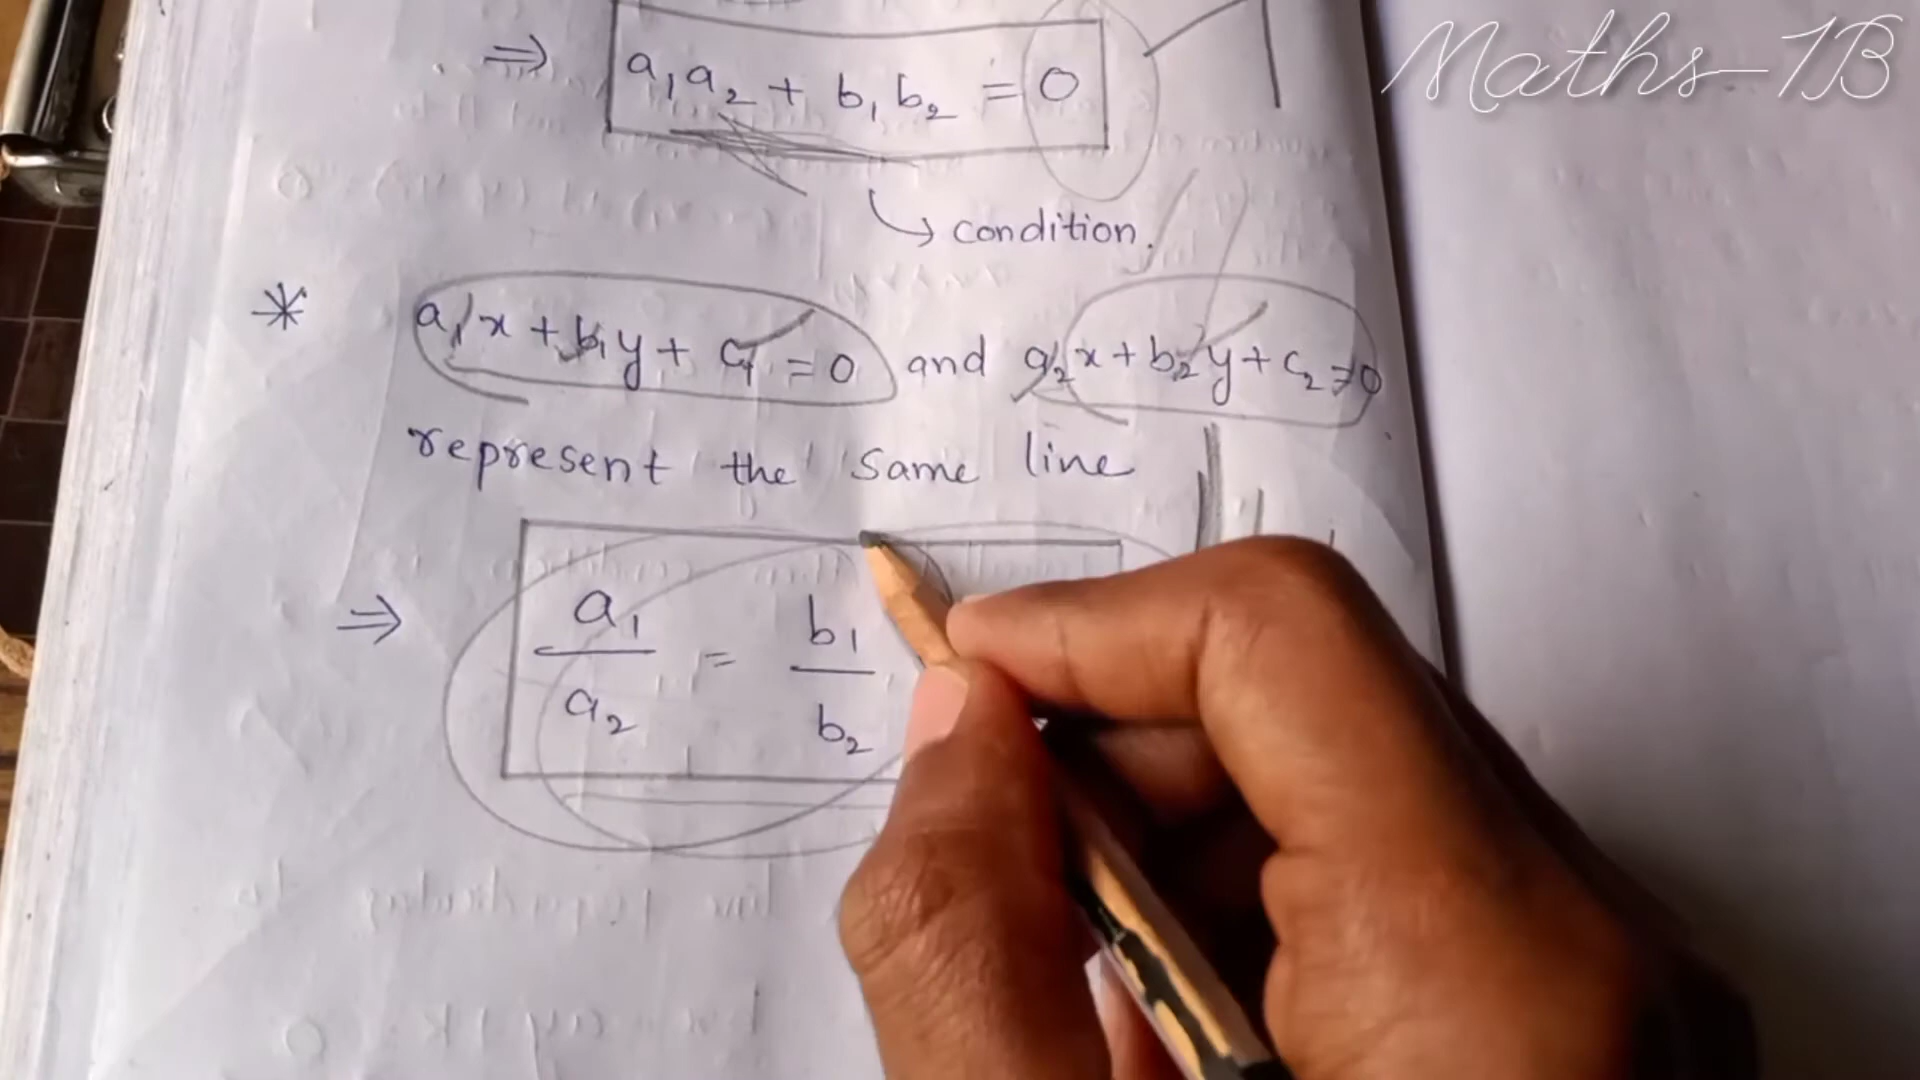 Maths-1B
⇒ a₁a₂ + b₁b₂ = 0
↳ condition.
* a₁x + b₁y + c₁ = 0 and a₂x + b₂y + c₂ = 0
represent the same line
⇒ a₁/a₂ = b₁/b₂